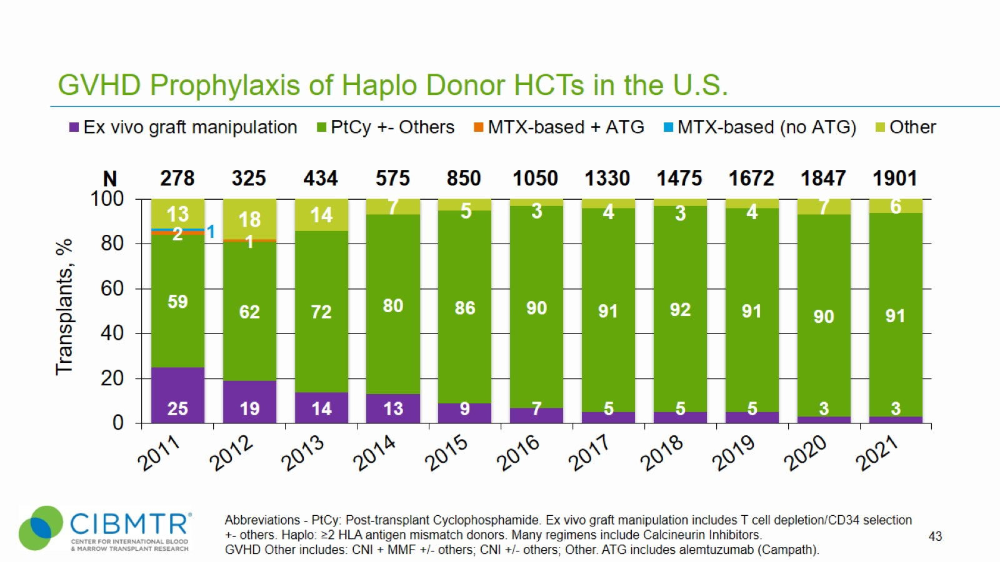 GVHD Prophylaxis of Haplo Donor HCTs in the U.S.
Ex vivo graft manipulation PtCy +- Others MTX-based + ATG MTX-based (no ATG) Other
N 278 325 434 575 850 1050 1330 1475 1672 1847 1901
100
80
60
40
20
0
Transplants, %
13 18 14 7 5 3 4 3 4 7 6
1
2 1
59 62 72 80 86 90 91 92 91 90 91
25 19 14 13 9 7 5 5 5 3 3
2011 2012 2013 2014 2015 2016 2017 2018 2019 2020 2021
CIBMTR®
CENTER FOR INTERNATIONAL BLOOD
& MARROW TRANSPLANT RESEARCH
Abbreviations - PtCy: Post-transplant Cyclophosphamide. Ex vivo graft manipulation includes T cell depletion/CD34 selection
+- others. Haplo: ≥2 HLA antigen mismatch donors. Many regimens include Calcineurin Inhibitors.
GVHD Other includes: CNI + MMF +/- others; CNI +/- others; Other. ATG includes alemtuzumab (Campath).
43